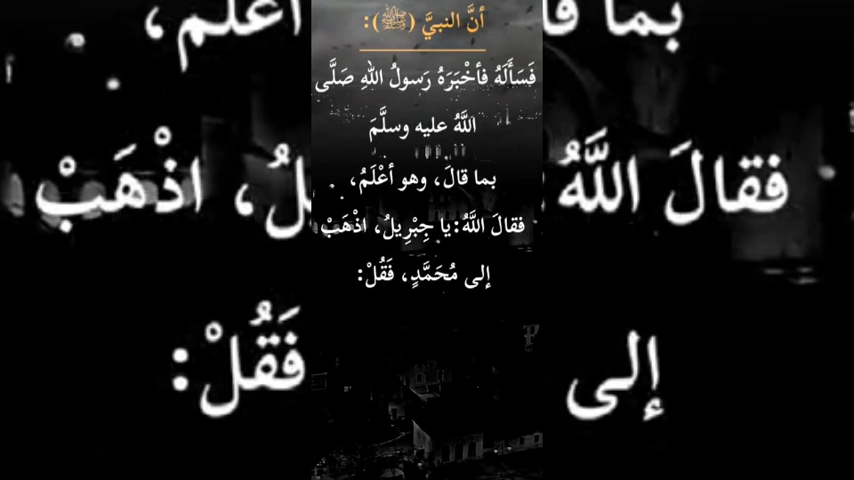 أنَّ النبيَّ (ﷺ):
فَسَأَلَهُ فأخْبَرَهُ رَسولُ اللهِ صَلَّى
اللَّهُ عليه وسلَّمَ
بما قالَ، وهو أعْلَمُ،
فقالَ اللَّهُ: يا جِبْرِيلُ، اذْهَبْ
إلى مُحَمَّدٍ، فَقُلْ: